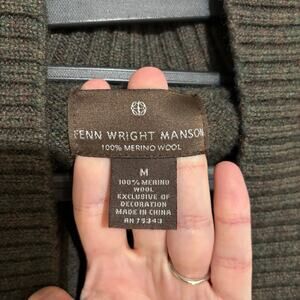 FENN WRIGHT MANSON
100% MERINO WOOL
M
100% MERINO
WOOL
EXCLUSIVE OF
DECORATION
MADE IN CHINA
RN 75343